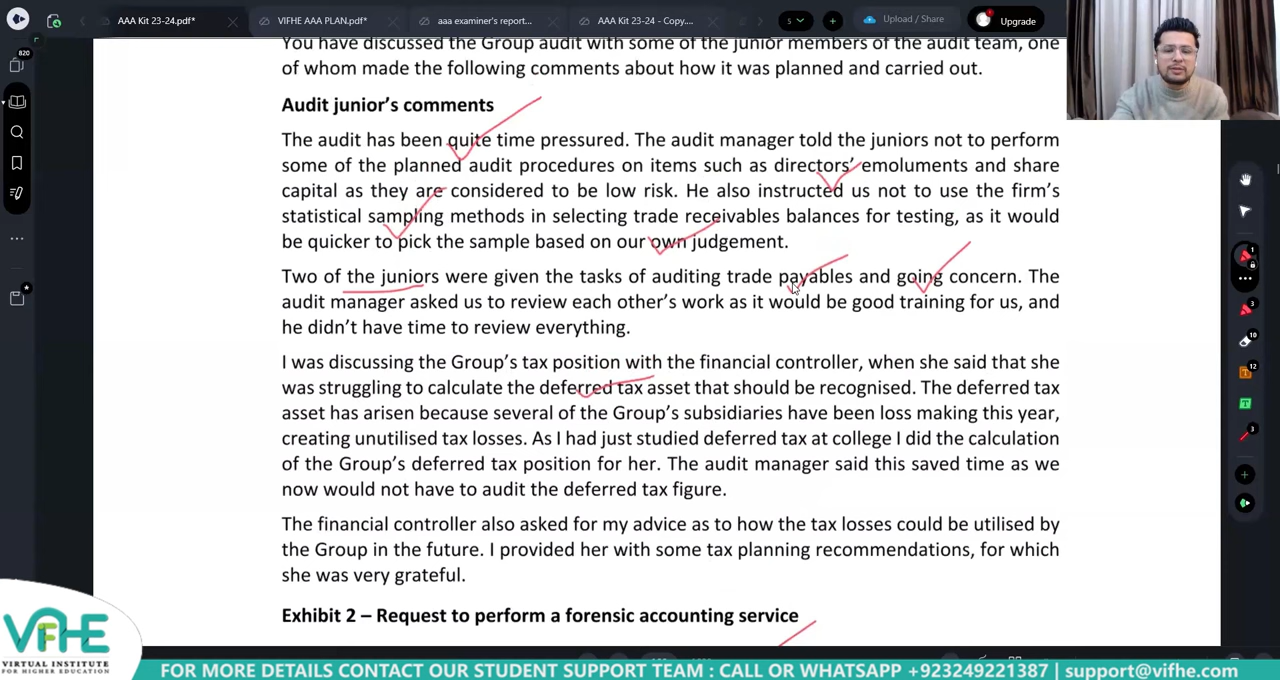 AAA Kit 23-24.pdf*
VIFHE AAA PLAN.pdf*
aaa examiner's report...
AAA Kit 23-24 - Copy....
5
Upload / Share
Upgrade
820
You have discussed the Group audit with some of the junior members of the audit team, one
of whom made the following comments about how it was planned and carried out.
Audit junior's comments
The audit has been quite time pressured. The audit manager told the juniors not to perform
some of the planned audit procedures on items such as directors' emoluments and share
capital as they are considered to be low risk. He also instructed us not to use the firm's
statistical sampling methods in selecting trade receivables balances for testing, as it would
be quicker to pick the sample based on our own judgement.
Two of the juniors were given the tasks of auditing trade payables and going concern. The
audit manager asked us to review each other's work as it would be good training for us, and
he didn't have time to review everything.
I was discussing the Group's tax position with the financial controller, when she said that she
was struggling to calculate the deferred tax asset that should be recognised. The deferred tax
asset has arisen because several of the Group's subsidiaries have been loss making this year,
creating unutilised tax losses. As I had just studied deferred tax at college I did the calculation
of the Group's deferred tax position for her. The audit manager said this saved time as we
now would not have to audit the deferred tax figure.
The financial controller also asked for my advice as to how the tax losses could be utilised by
the Group in the future. I provided her with some tax planning recommendations, for which
she was very grateful.
Exhibit 2 – Request to perform a forensic accounting service
1
3
10
12
T
3
VIFHE
VIRTUAL INSTITUTE
FOR HIGHER EDUCATION
FOR MORE DETAILS CONTACT OUR STUDENT SUPPORT TEAM : CALL OR WHATSAPP +923249221387 | support@vifhe.com